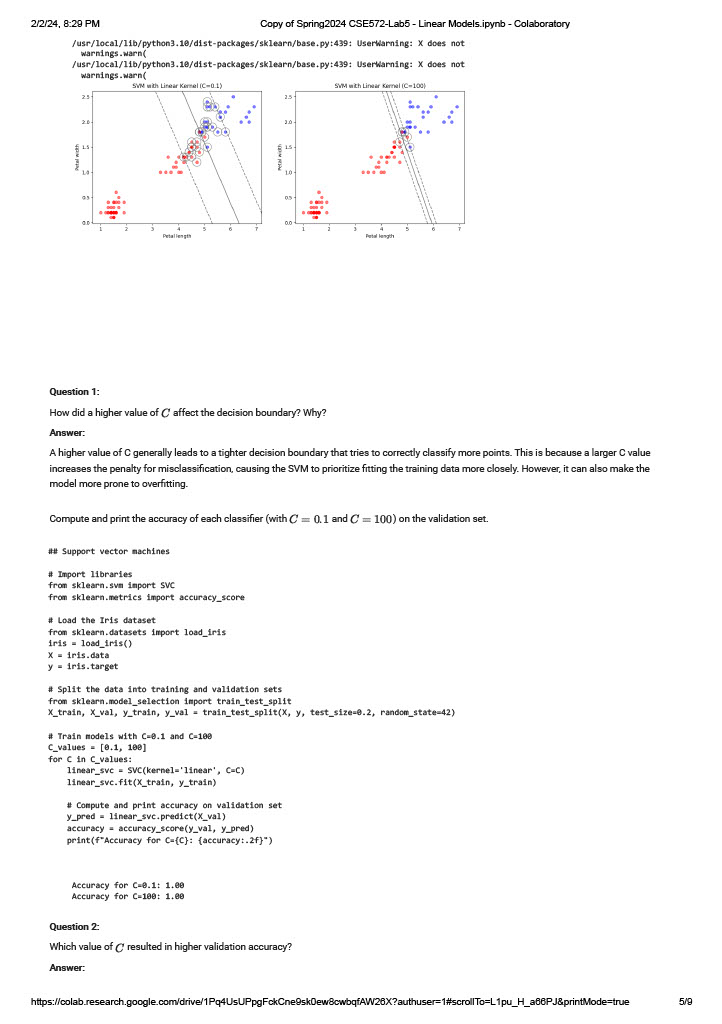 2/2/24, 8:29 PM Copy of Spring2024 CSE572-Lab5 - Linear Models.ipynb - Colaboratory
/usr/local/lib/python3.10/dist-packages/sklearn/base.py:439: UserWarning: X does not
warnings.warn(
/usr/local/lib/python3.10/dist-packages/sklearn/base.py:439: UserWarning: X does not
warnings.warn(
SVM with Linear Kernel (C=0.1) SVM with Linear Kernel (C=100)
2.5 2.5
2.0 2.0
Petal width Petal width
1.5 1.5
1.0 1.0
0.5 0.5
0.0 0.0
1 2 3 4 5 6 7 1 2 3 4 5 6 7
Petal length Petal length
Question 1:
How did a higher value of C affect the decision boundary? Why?
Answer:
A higher value of C generally leads to a tighter decision boundary that tries to correctly classify more points. This is because a larger C value
increases the penalty for misclassification, causing the SVM to prioritize fitting the training data more closely. However, it can also make the
model more prone to overfitting.
Compute and print the accuracy of each classifier (with C = 0.1 and C = 100) on the validation set.
## Support vector machines
# Import libraries
from sklearn.svm import SVC
from sklearn.metrics import accuracy_score
# Load the Iris dataset
from sklearn.datasets import load_iris
iris = load_iris()
X = iris.data
y = iris.target
# Split the data into training and validation sets
from sklearn.model_selection import train_test_split
X_train, X_val, y_train, y_val = train_test_split(X, y, test_size=0.2, random_state=42)
# Train models with C=0.1 and C=100
C_values = [0.1, 100]
for C in C_values:
linear_svc = SVC(kernel='linear', C=C)
linear_svc.fit(X_train, y_train)
# Compute and print accuracy on validation set
y_pred = linear_svc.predict(X_val)
accuracy = accuracy_score(y_val, y_pred)
print(f"Accuracy for C={C}: {accuracy:.2f}")
Accuracy for C=0.1: 1.00
Accuracy for C=100: 1.00
Question 2:
Which value of C resulted in higher validation accuracy?
Answer:
https://colab.research.google.com/drive/1Pq4UsUPpgFckCne9sk0ew8cwbqfAW26X?authuser=1#scrollTo=L1pu_H_a66PJ&printMode=true 5/9